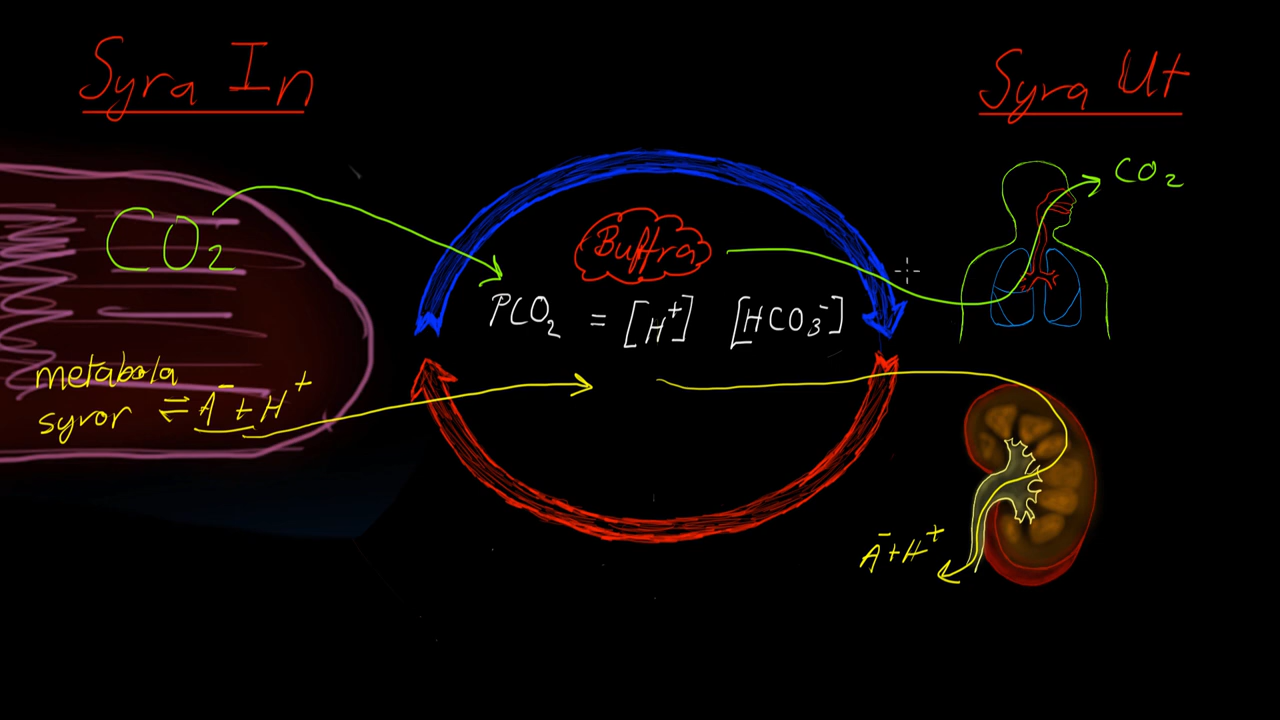 Syra In
Syra Ut
CO₂
CO₂
Buffra
PCO₂ = [H⁺] [HCO₃⁻]
metabola
syror ⇌ A⁻ + H⁺
A⁻ + H⁺